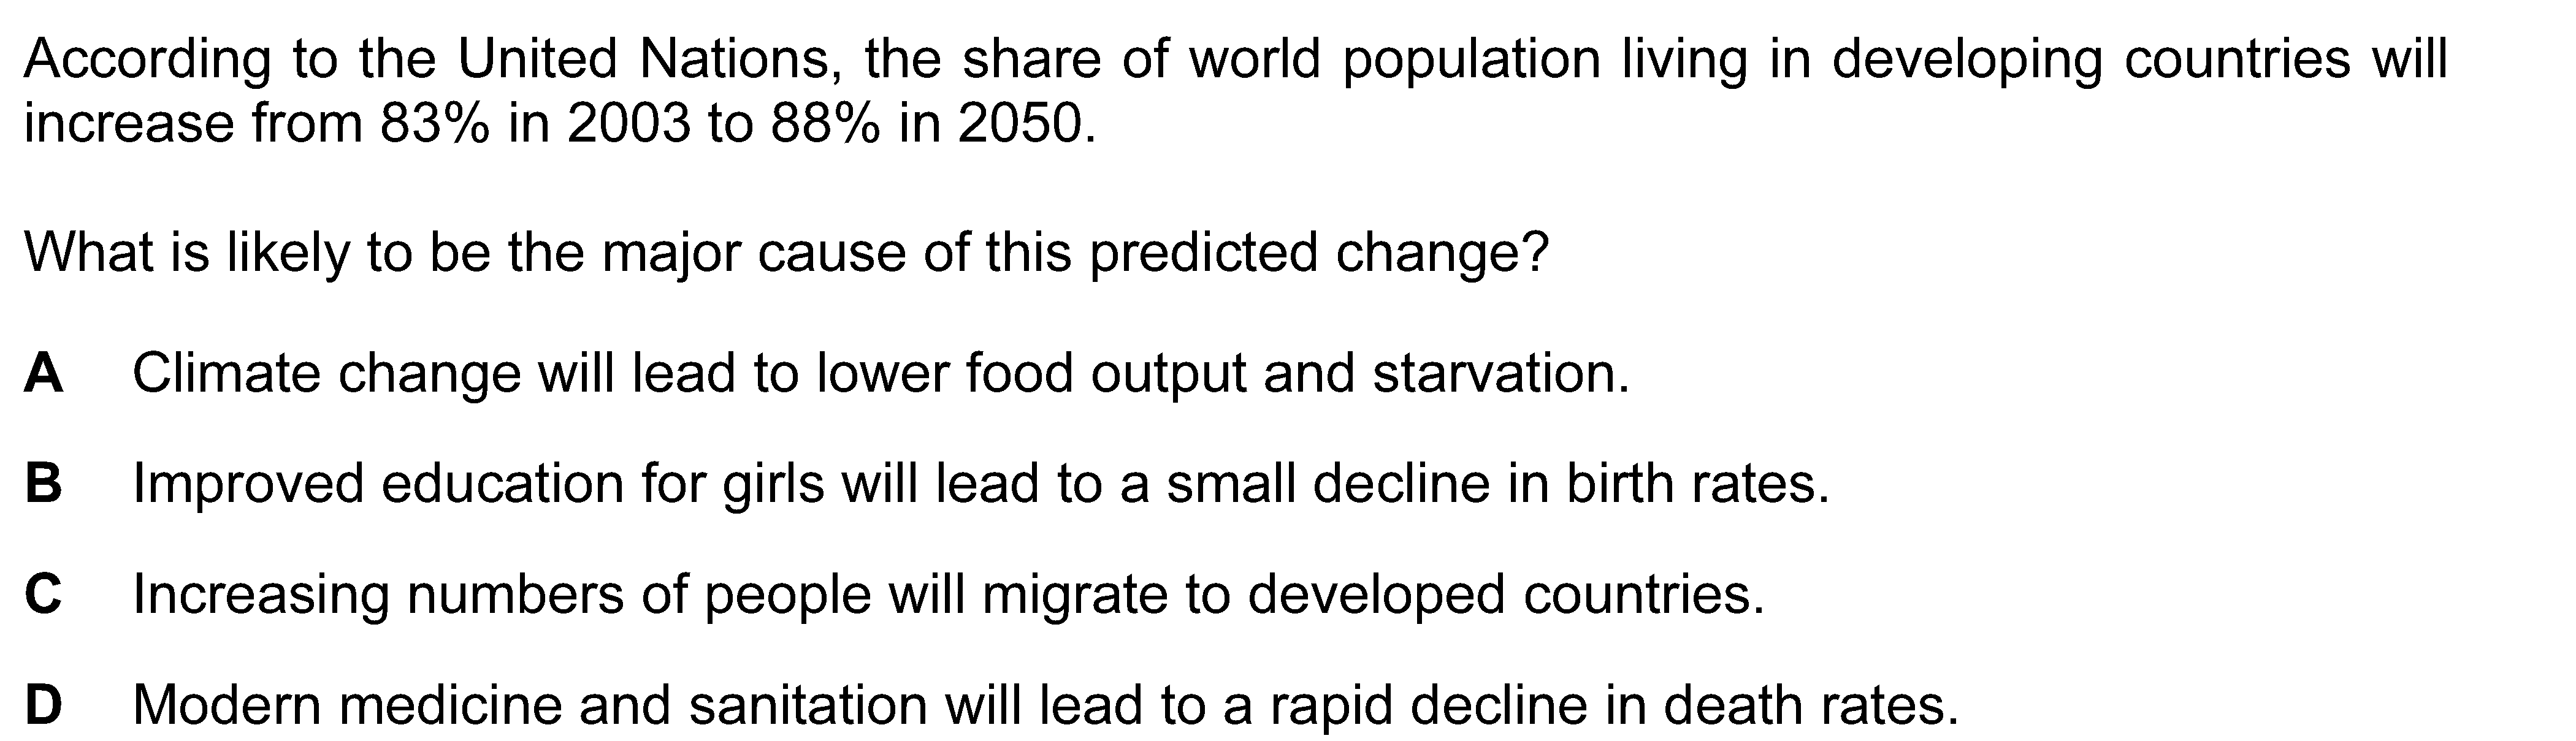 According to the United Nations, the share of world population living in developing countries will
increase from 83% in 2003 to 88% in 2050.
What is likely to be the major cause of this predicted change?
A Climate change will lead to lower food output and starvation.
B Improved education for girls will lead to a small decline in birth rates.
C Increasing numbers of people will migrate to developed countries.
D Modern medicine and sanitation will lead to a rapid decline in death rates.